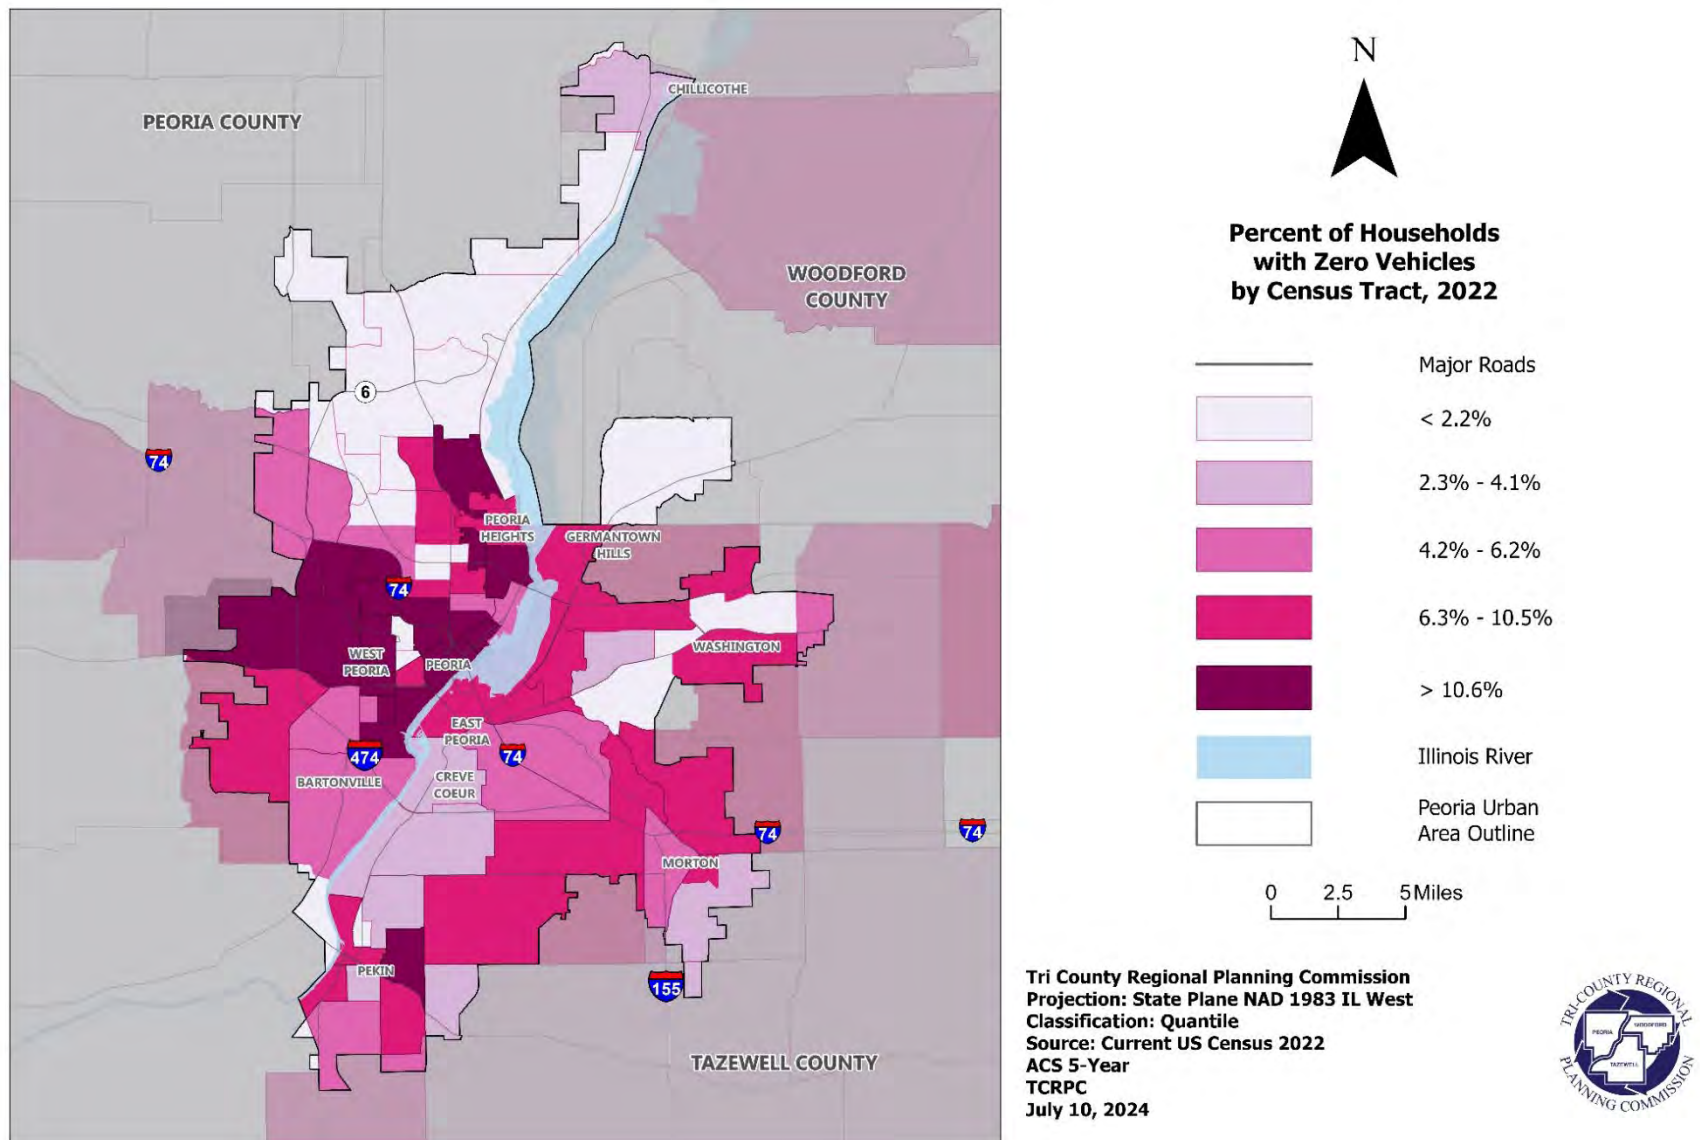 CHILLICOTHE
PEORIA COUNTY
WOODFORD
COUNTY
6
74
PEORIA
HEIGHTS
GERMANTOWN
HILLS
74
WEST
PEORIA
PEORIA
WASHINGTON
EAST
PEORIA
474
74
BARTONVILLE
CREVE
COEUR
74
74
MORTON
PEKIN
155
TAZEWELL COUNTY
N
Percent of Households
with Zero Vehicles
by Census Tract, 2022
Major Roads
< 2.2%
2.3% - 4.1%
4.2% - 6.2%
6.3% - 10.5%
> 10.6%
Illinois River
Peoria Urban
Area Outline
0 2.5 5 Miles
Tri County Regional Planning Commission
Projection: State Plane NAD 1983 IL West
Classification: Quantile
Source: Current US Census 2022
ACS 5-Year
TCRPC
July 10, 2024
TRI-COUNTY REGIONAL
PEORIA
WOODFORD
TAZEWELL
PLANNING COMMISSION